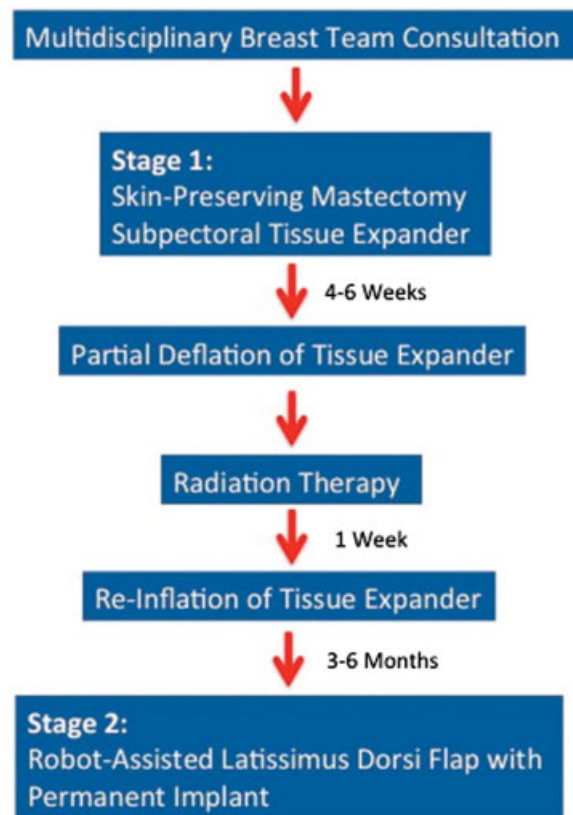 Multidisciplinary Breast Team Consultation
Stage 1:
Skin-Preserving Mastectomy
Subpectoral Tissue Expander
4-6 Weeks
Partial Deflation of Tissue Expander
Radiation Therapy
1 Week
Re-Inflation of Tissue Expander
3-6 Months
Stage 2:
Robot-Assisted Latissimus Dorsi Flap with
Permanent Implant